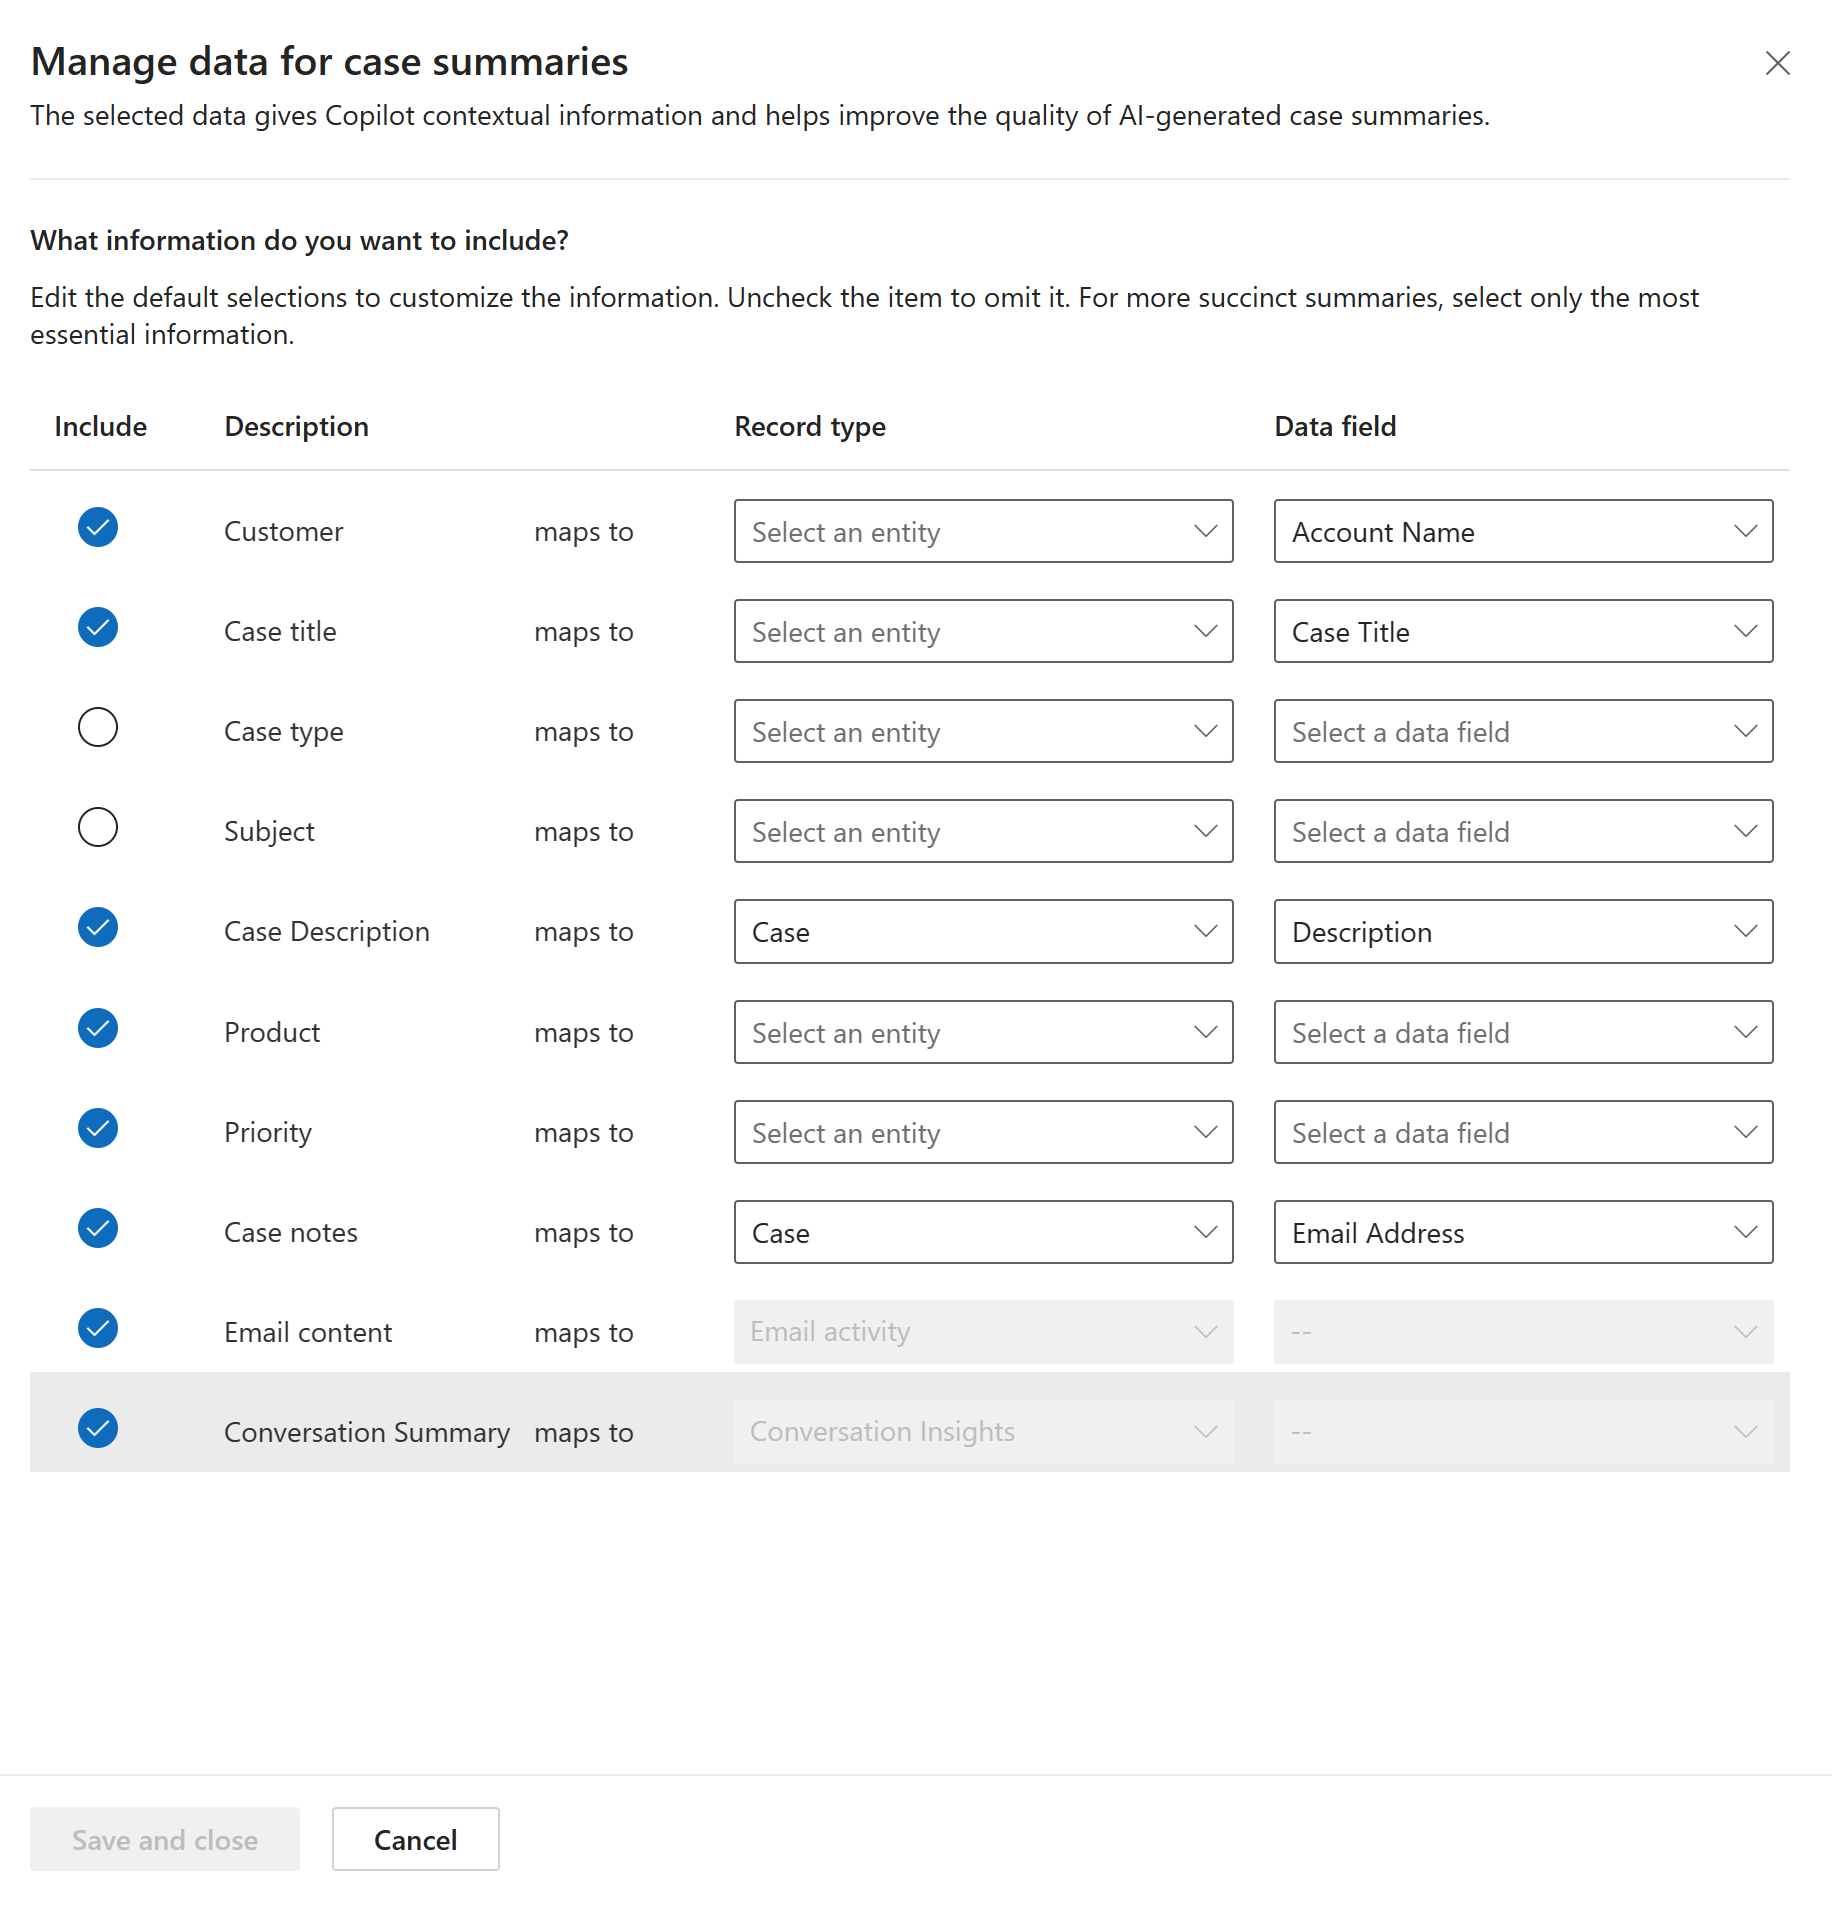 Manage data for case summaries
The selected data gives Copilot contextual information and helps improve the quality of AI-generated case summaries.
What information do you want to include?
Edit the default selections to customize the information. Uncheck the item to omit it. For more succinct summaries, select only the most
essential information.
Include Description Record type Data field
Customer maps to Select an entity Account Name
Case title maps to Select an entity Case Title
Case type maps to Select an entity Select a data field
Subject maps to Select an entity Select a data field
Case Description maps to Case Description
Product maps to Select an entity Select a data field
Priority maps to Select an entity Select a data field
Case notes maps to Case Email Address
Email content maps to Email activity --
Conversation Summary maps to Conversation Insights --
Save and close Cancel